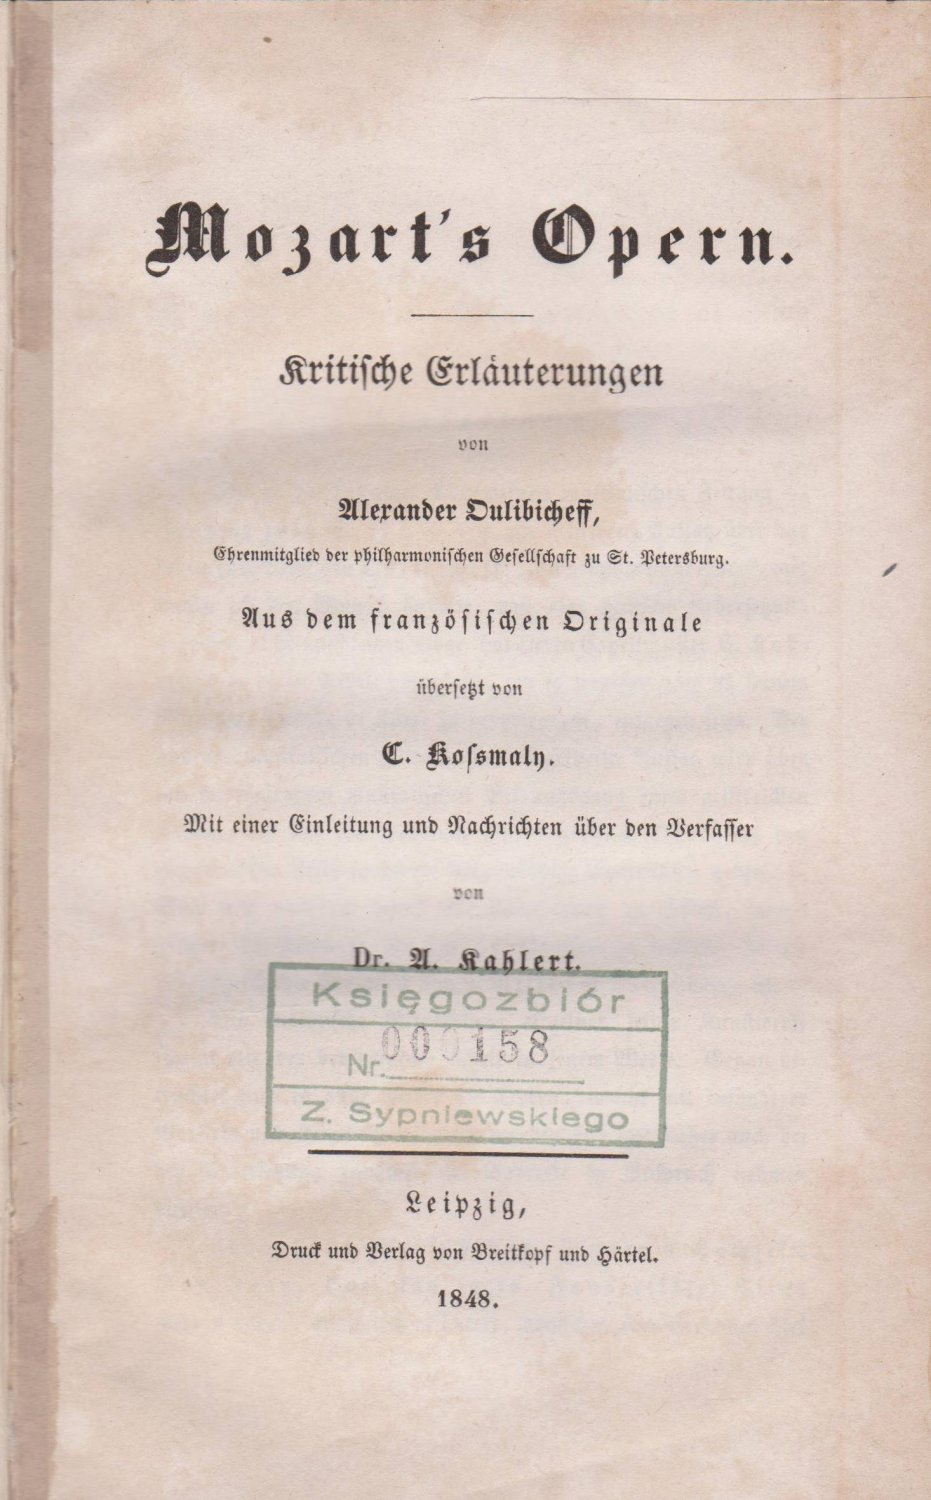 Mozart's Opern.
Kritische Erläuterungen
von
Alexander Oulibicheff,
Ehrenmitglied der philharmonischen Gesellschaft zu St. Petersburg.
Aus dem französischen Originale
übersetzt von
C. Kossmaly.
Mit einer Einleitung und Nachrichten über den Verfasser
von
Dr. A. Kahlert.
Księgozbiór
Nr. 000158
Z. Sypniewskiego
Leipzig,
Druck und Verlag von Breitkopf und Härtel.
1848.